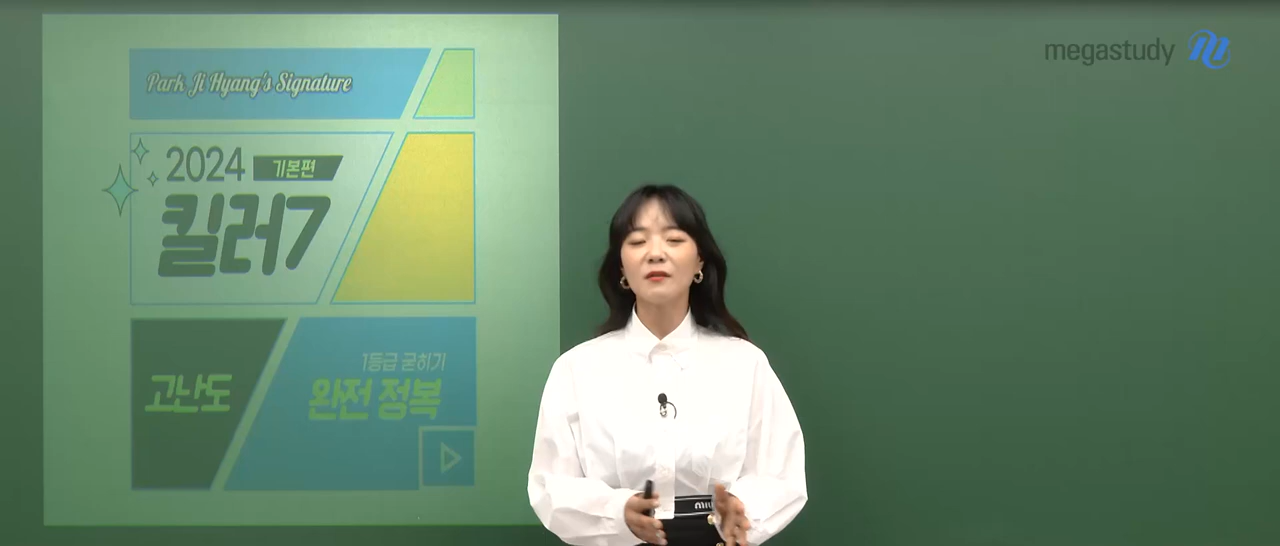 Park Ji Hyang's Signature
megastudy
2024 기본편
킬러7
고난도
1등급 굳히기
완전 정복